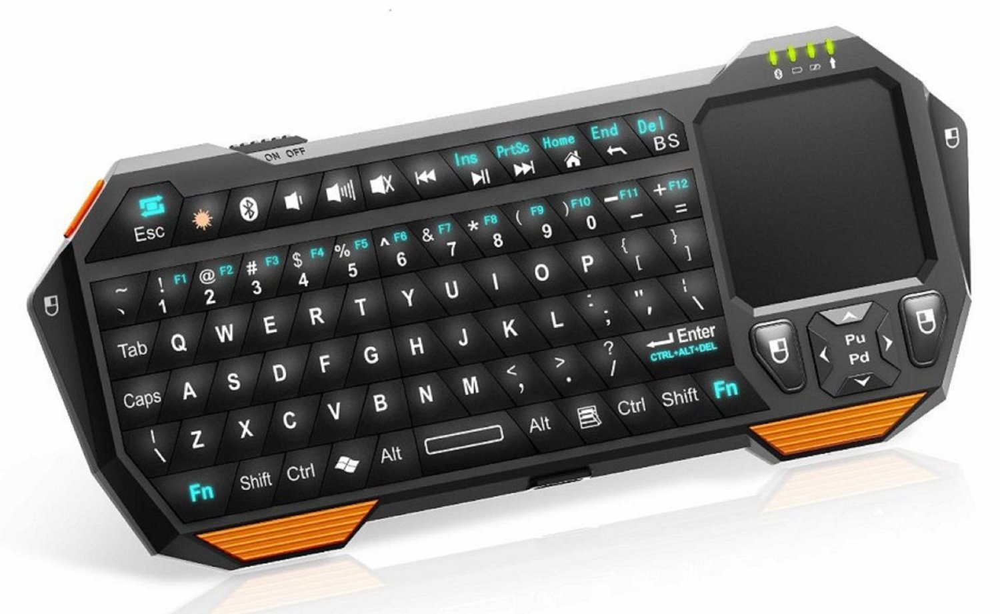 ON OFF
Ins PrtSc Home End Del
BS
Esc
F1 F2 F3 F4 F5 F6 F7 F8 F9 F10 F11 F12
~ ! @ # $ % ^ & * ( ) — +
` 1 2 3 4 5 6 7 8 9 0 – =
Tab Q W E R T Y U I O P { [ } ]
Caps A S D F G H J K L : ; " , ¦ \
Enter
CTRL+ALT+DEL
¦ \ Z X C V B N M < , > . ? /
Fn Shift Ctrl Alt Alt Ctrl Shift Fn
Pu
Pd